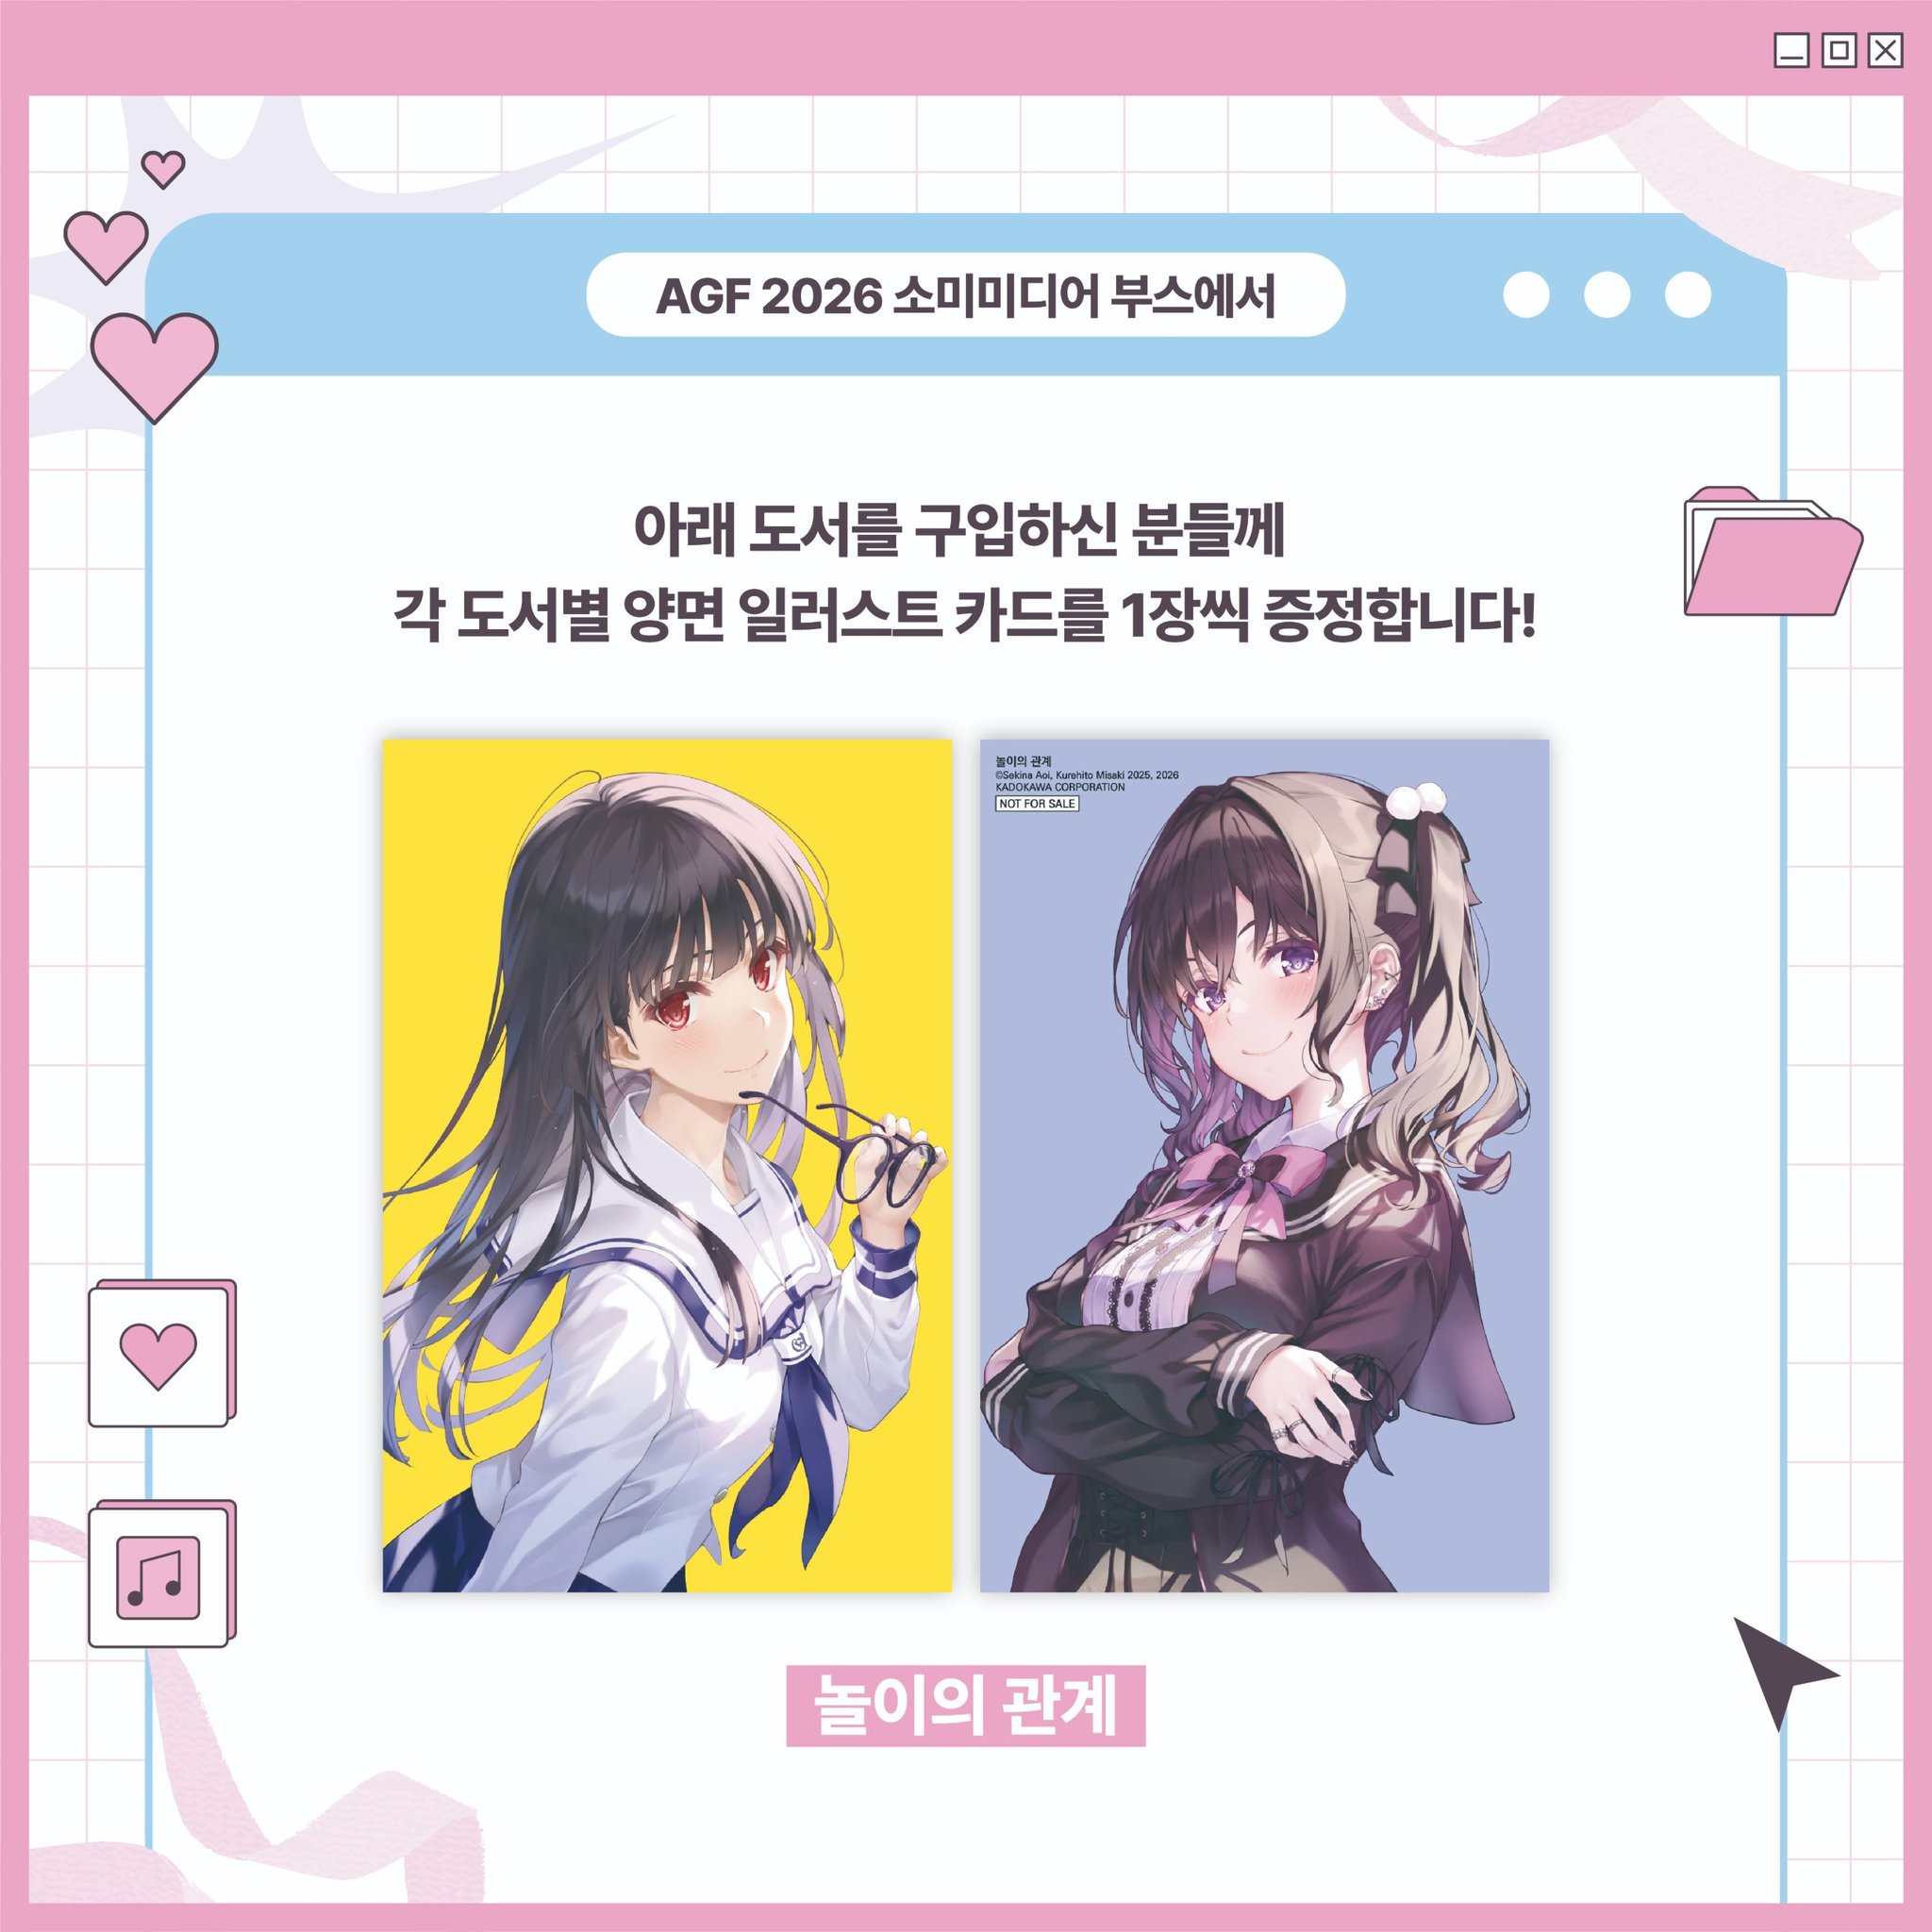 AGF 2026 소미미디어 부스에서
아래 도서를 구입하신 분들께
각 도서별 양면 일러스트 카드를 1장씩 증정합니다!
놀이의 관계
©Sekina Aoi, Kurehito Misaki 2025, 2026
KADOKAWA CORPORATION
NOT FOR SALE
놀이의 관계